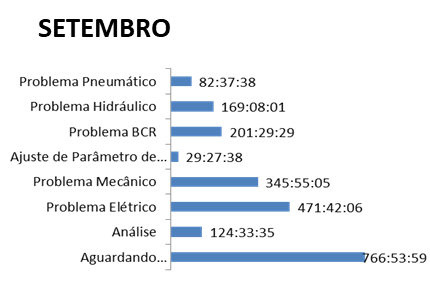 SETEMBRO
Problema Pneumático 82:37:38
Problema Hidráulico 169:08:01
Problema BCR 201:29:29
Ajuste de Parâmetro de... 29:27:38
Problema Mecânico 345:55:05
Problema Elétrico 471:42:06
Análise 124:33:35
Aguardando... 766:53:59